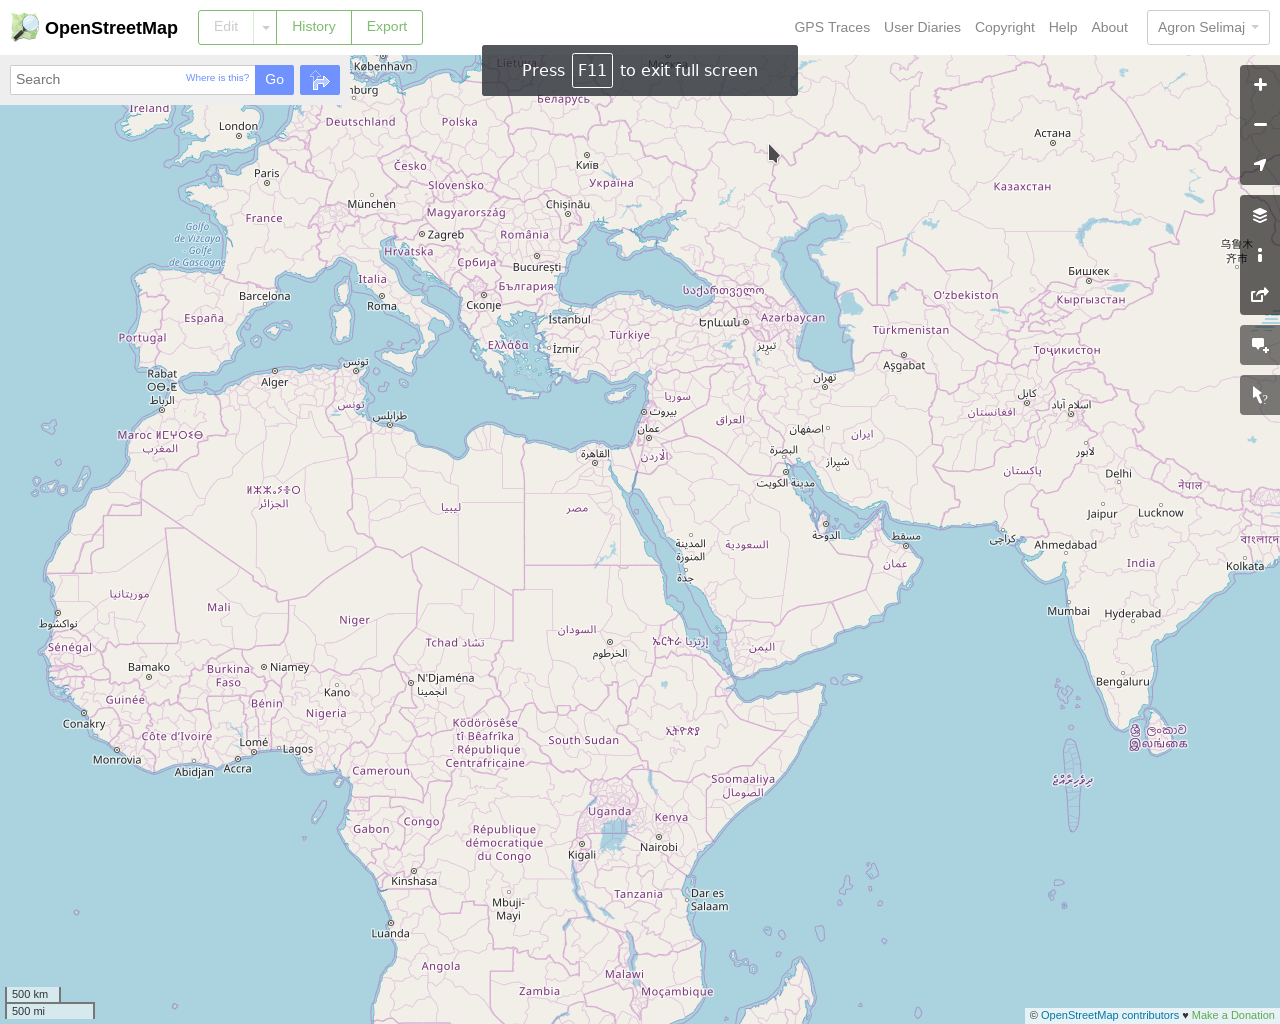 OpenStreetMap
Edit
History
Export
GPS Traces
User Diaries
Copyright
Help
About
Agron Selimaj
Press F11 to exit full screen
Search
Where is this?
Go
København
Беларусь
Ireland
London
Deutschland
Polska
Астана
Paris
Česko
Київ
Slovensko
Україна
Казахстан
München
Chișinău
France
Magyarország
Golfo
de Vizcaya
- Golfe
de Gascogne
Zagreb
România
Hrvatska
Србија
București
乌鲁木
齐市
Бишкек
Italia
България
საქართველო
O'zbekiston
Кыргызстан
Barcelona
Roma
Скопје
İstanbul
Երևան
Azərbaycan
España
Portugal
Türkiye
Türkmenistan
Ελλάδα
İzmir
تبریز
Тоҷикистон
تونس
Aşgabat
Rabat
ⵔⴱⴰⵟ
الرباط
Alger
تهران
کابل
سوريا
اسلام آباد
تونس
طرابلس
بيروت
العراق
افغانستان
عمان
اصفهان
ایران
Maroc ⵍⵎⵖⵔⵉⴱ
المغرب
القاهرة
الأردن
البصرة
شیراز
لاہور
پاکستان
Delhi
مدينة الكويت
नेपाल
الجزائر
ليبيا
مصر
Jaipur
Lucknow
الدوحة
مسقط
کراچی
বাংলাদে
المدينة
المنورة
السعودية
Ahmedabad
India
Kolkata
جدة
عمان
موريتانيا
Mali
Niger
Mumbai
Hyderabad
نواكشوط
Sénégal
Tchad تشاد
السودان
الخرطوم
ኤርትራ إرتريا
اليمن
Bamako
Burkina
Faso
Niamey
N'Djaména
انجمينا
Kano
Bengaluru
Guinée
Bénin
Nigeria
Conakry
Côte d'Ivoire
Ködörösêse
tî Bêafrîka
- République
Centrafricaine
South Sudan
ኢትዮጵያ
ශ්‍රී ලංකාව
இலங்கை
Lomé
Lagos
Monrovia
Abidjan
Accra
Cameroun
Soomaaliya
الصومال
ދިވެހިރާއްޖެ
Uganda
Kenya
Gabon
Congo
République
démocratique
du Congo
Kigali
Nairobi
Kinshasa
Tanzania
Dar es
Salaam
Mbuji-
Mayi
Luanda
Angola
Malawi
Zambia
Moçambique
500 km
500 mi
© OpenStreetMap contributors ♥ Make a Donation